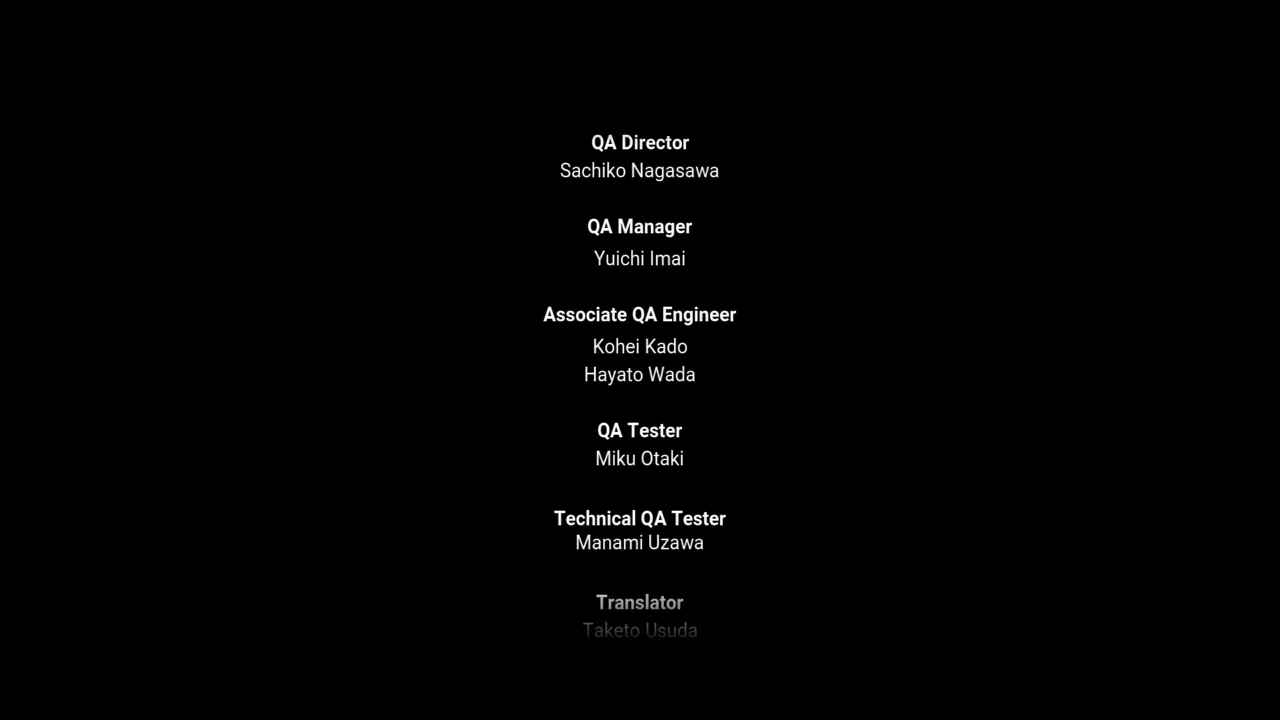 QA Director
Sachiko Nagasawa
QA Manager
Yuichi Imai
Associate QA Engineer
Kohei Kado
Hayato Wada
QA Tester
Miku Otaki
Technical QA Tester
Manami Uzawa
Translator
Taketo Usuda